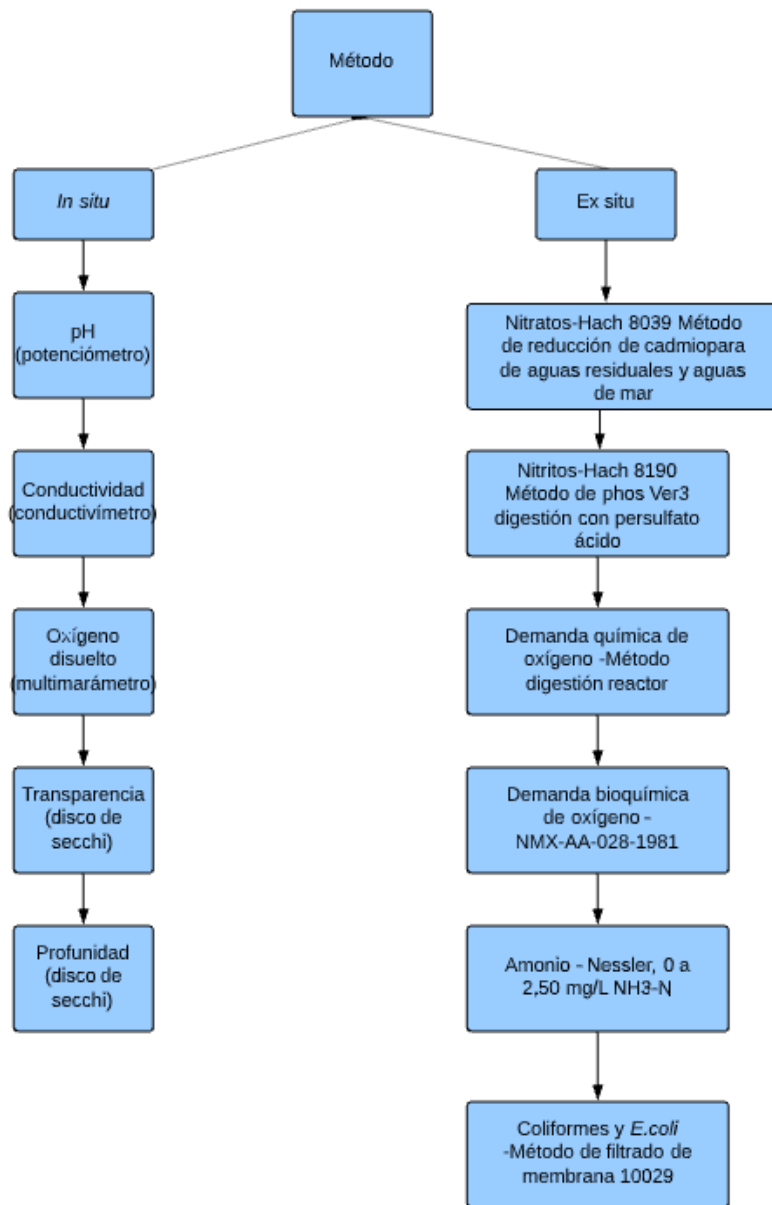 Método
In situ
pH
(potenciómetro)
Conductividad
(conductivímetro)
Oxígeno
disuelto
(multimarámetro)
Transparencia
(disco de
secchi)
Profunidad
(disco de
secchi)
Ex situ
Nitratos-Hach 8039 Método
de reducción de cadmiopara
de aguas residuales y aguas
de mar
Nitritos-Hach 8190
Método de phos Ver3
digestión con persulfato
ácido
Demanda química de
oxígeno -Método
digestión reactor
Demanda bioquímica
de oxígeno -
NMX-AA-028-1981
Amonio - Nessler, 0 a
2,50 mg/L NH3-N
Coliformes y E.coli
-Método de filtrado de
membrana 10029